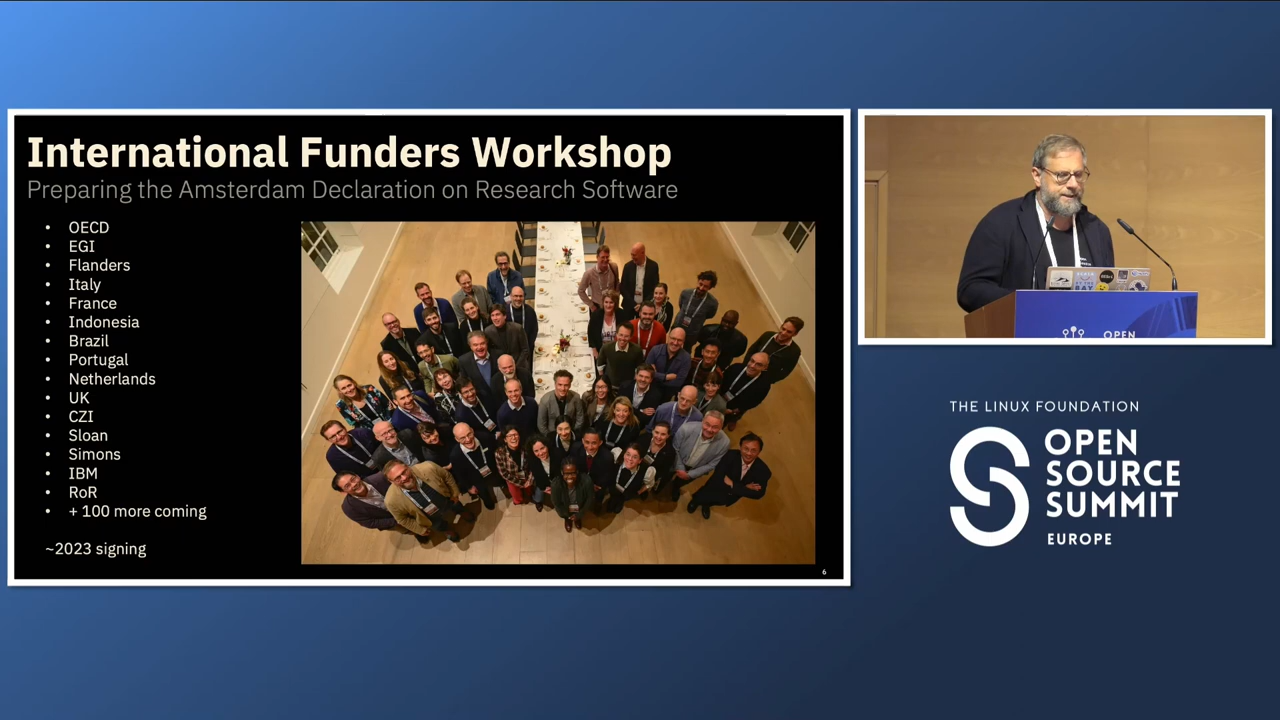 International Funders Workshop
Preparing the Amsterdam Declaration on Research Software
• OECD
• EGI
• Flanders
• Italy
• France
• Indonesia
• Brazil
• Portugal
• Netherlands
• UK
• CZI
• Sloan
• Simons
• IBM
• RoR
• + 100 more coming
~2023 signing
6
OPEN
THE LINUX FOUNDATION
OPEN
SOURCE
SUMMIT
EUROPE